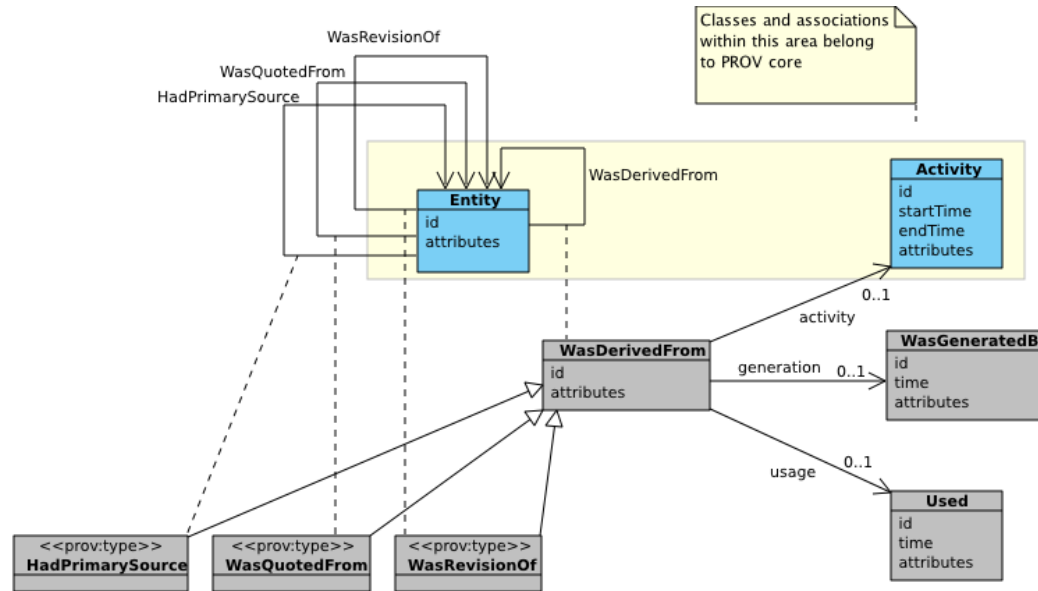 Classes and associations
within this area belong
to PROV core
WasRevisionOf
WasQuotedFrom
HadPrimarySource
WasDerivedFrom
Entity
id
attributes
Activity
id
startTime
endTime
attributes
0..1
activity
WasDerivedFrom
id
attributes
generation
0..1
WasGeneratedB
id
time
attributes
usage
0..1
Used
id
time
attributes
<<prov:type>>
HadPrimarySource
<<prov:type>>
WasQuotedFrom
<<prov:type>>
WasRevisionOf